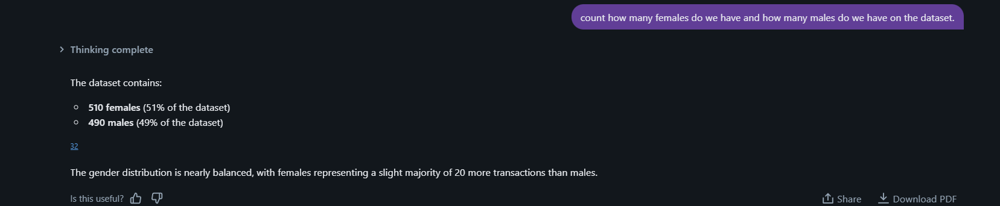 count how many females do we have and how many males do we have on the dataset.
Thinking complete
The dataset contains:
510 females (51% of the dataset)
490 males (49% of the dataset)
32
The gender distribution is nearly balanced, with females representing a slight majority of 20 more transactions than males.
Is this useful?
Share
Download PDF